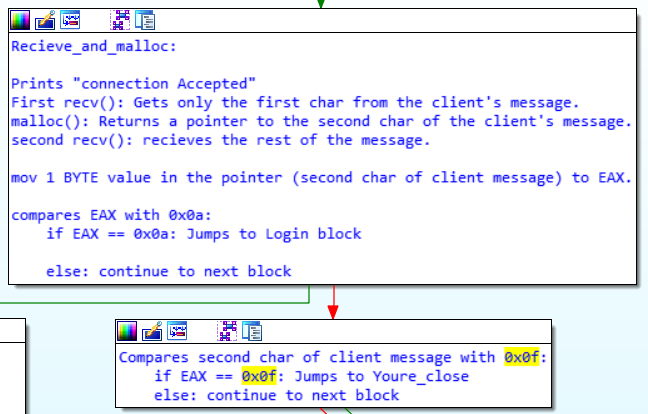 Recieve_and_malloc:
Prints "connection Accepted"
First recv(): Gets only the first char from the client's message.
malloc(): Returns a pointer to the second char of the client's message.
second recv(): recieves the rest of the message.
mov 1 BYTE value in the pointer (second char of client message) to EAX.
compares EAX with 0x0a:
if EAX == 0x0a: Jumps to Login block
else: continue to next block
Compares second char of client message with 0x0f:
if EAX == 0x0f: Jumps to Youre_close
else: continue to next block